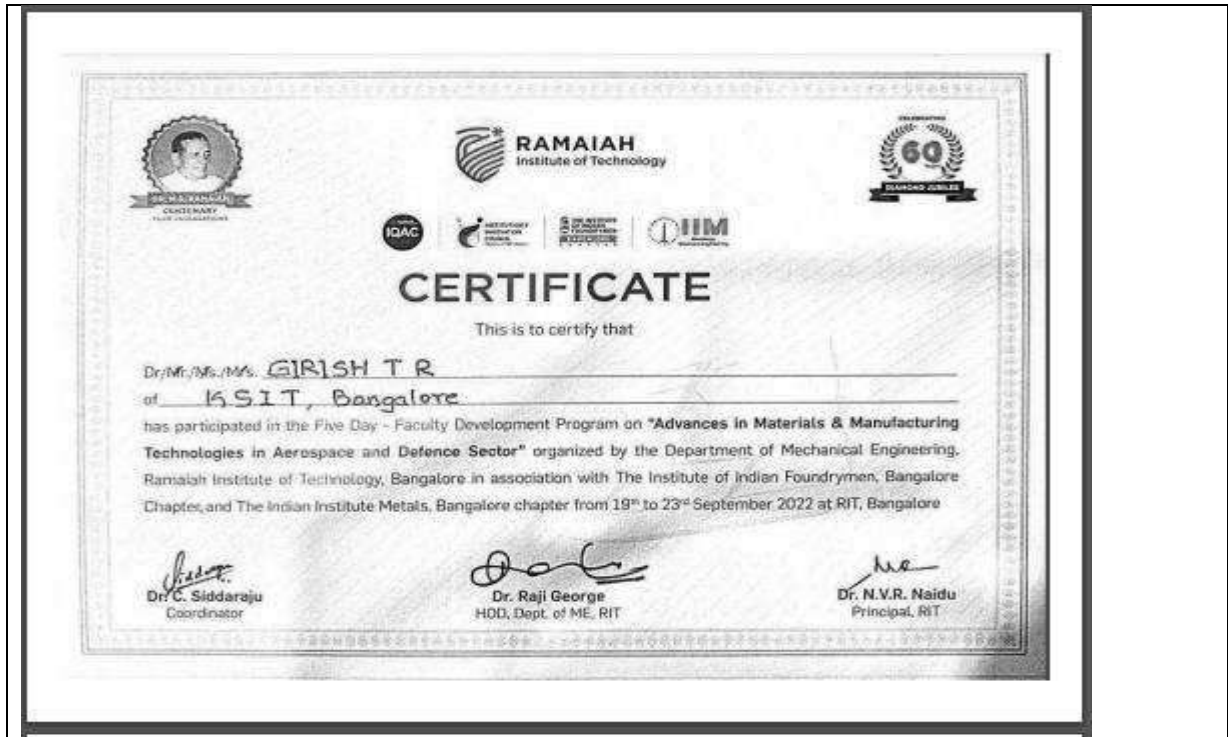 RAMAIAH
Institute of Technology
CELEBRATING
60
DIAMOND JUBILEE
DR. M.S. RAMAIAH
CENTENARY
IQAC
IIM
CERTIFICATE
This is to certify that
Dr./Mr./Ms./M/s. GIRISH T R
of KSIT, Bangalore
has participated in the Five Day - Faculty Development Program on "Advances in Materials & Manufacturing
Technologies in Aerospace and Defence Sector" organized by the Department of Mechanical Engineering,
Ramaiah Institute of Technology, Bangalore in association with The Institute of Indian Foundrymen, Bangalore
Chapter, and The Indian Institute Metals, Bangalore chapter from 19th to 23rd September 2022 at RIT, Bangalore
Dr. C. Siddaraju
Coordinator
Dr. Raji George
HOD, Dept. of ME, RIT
Dr. N.V.R. Naidu
Principal, RIT